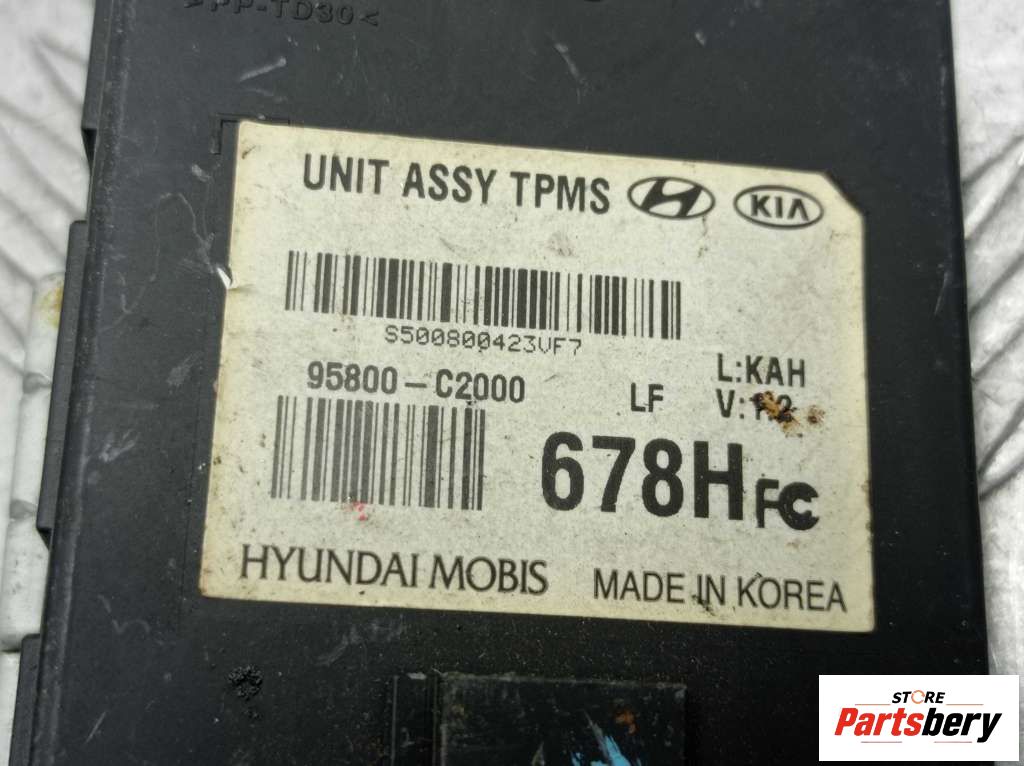 >PP-TD30<
UNIT ASSY TPMS KIA
S500800423VF7
95800-C2000 LF L:KAH
V:
678H FC
HYUNDAI MOBIS MADE IN KOREA
STORE
Partsbery